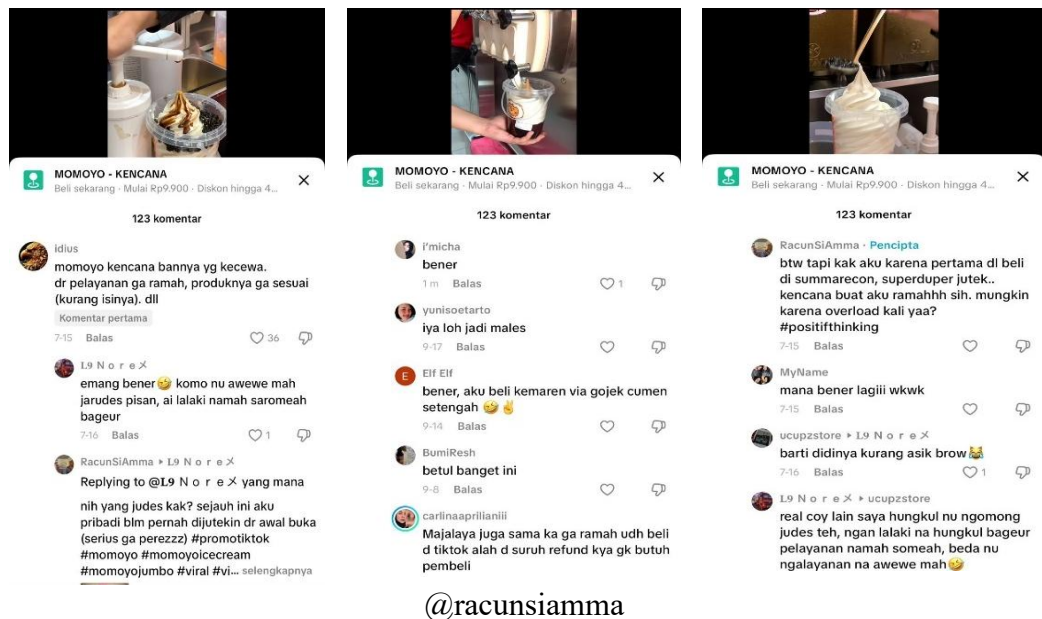 MOMOYO - KENCANA
Beli sekarang · Mulai Rp9.900 · Diskon hingga 4...
123 komentar
idius
momoyo kencana bannya yg kecewa.
dr pelayanan ga ramah, produknya ga sesuai
(kurang isinya). dll
Komentar pertama
7-15 Balas 36
L9 N o r e メ
emang bener🤣 komo nu awewe mah
jarudes pisan, ai lalaki namah saromeah
bageur
7-16 Balas 1
RacunSiAmma ▸ L9 N o r e メ
Replying to @L9 N o r e メ yang mana
nih yang judes kak? sejauh ini aku
pribadi blm pernah dijutekin dr awal buka
(serius ga perezzz) #promotiktok
#momoyo #momoyoicecream
#momoyojumbo #viral #vi... selengkapnya
MOMOYO - KENCANA
Beli sekarang · Mulai Rp9.900 · Diskon hingga 4...
123 komentar
i'micha
bener
1 m Balas 1
yunisoetarto
iya loh jadi males
9-17 Balas
E
Elf Elf
bener, aku beli kemaren via gojek cumen
setengah 🤣✌️
9-14 Balas
BumiResh
betul banget ini
9-8 Balas
carlinaaprilianiii
Majalaya juga sama ka ga ramah udh beli
d tiktok alah d suruh refund kya gk butuh
pembeli
MOMOYO - KENCANA
Beli sekarang · Mulai Rp9.900 · Diskon hingga 4...
123 komentar
RacunSiAmma · Pencipta
btw tapi kak aku karena pertama dl beli
di summarecon, superduper jutek..
kencana buat aku ramahhh sih. mungkin
karena overload kali yaa?
#positifthinking
7-15 Balas
MyName
mana bener lagiii wkwk
7-15 Balas
ucupzstore ▸ L9 N o r e メ
barti didinya kurang asik brow😹
7-16 Balas 1
L9 N o r e メ ▸ ucupzstore
real coy lain saya hungkul nu ngomong
judes teh, ngan lalaki na hungkul bageur
pelayanan namah someah, beda nu
ngalayanan na awewe mah🤣
@racunsiamma